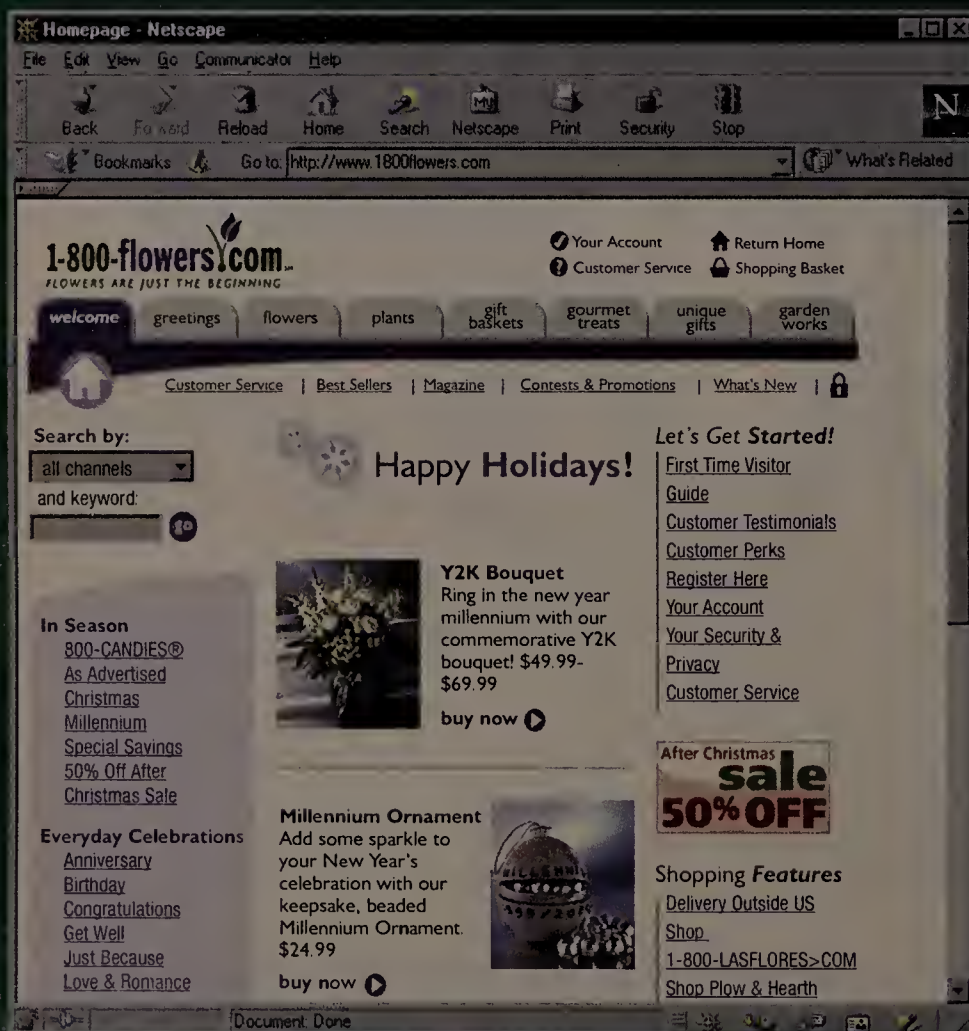 Homepage - Netscape
File Edit View Go Communicator Help
Back Forward Reload Home Search Netscape Print Security Stop
My
N
Bookmarks Go to: http://www.1800flowers.com What's Related
1-800-flowers.com
FLOWERS ARE JUST THE BEGINNING
Your Account Return Home
Customer Service Shopping Basket
welcome greetings flowers plants gift baskets gourmet treats unique gifts garden works
Customer Service | Best Sellers | Magazine | Contests & Promotions | What's New |
Search by:
all channels
and keyword:
go
In Season
800-CANDIES®
As Advertised
Christmas
Millennium
Special Savings
50% Off After
Christmas Sale
Everyday Celebrations
Anniversary
Birthday
Congratulations
Get Well
Just Because
Love & Romance
Happy Holidays!
Y2K Bouquet
Ring in the new year
millennium with our
commemorative Y2K
bouquet! $49.99-
$69.99
buy now
Millennium Ornament
Add some sparkle to
your New Year's
celebration with our
keepsake, beaded
Millennium Ornament.
$24.99
buy now
Let's Get Started!
First Time Visitor
Guide
Customer Testimonials
Customer Perks
Register Here
Your Account
Your Security &
Privacy
Customer Service
After Christmas
sale
50% OFF
Shopping Features
Delivery Outside US
Shop
1-800-LASFLORES>COM
Shop Plow & Hearth
Document: Done